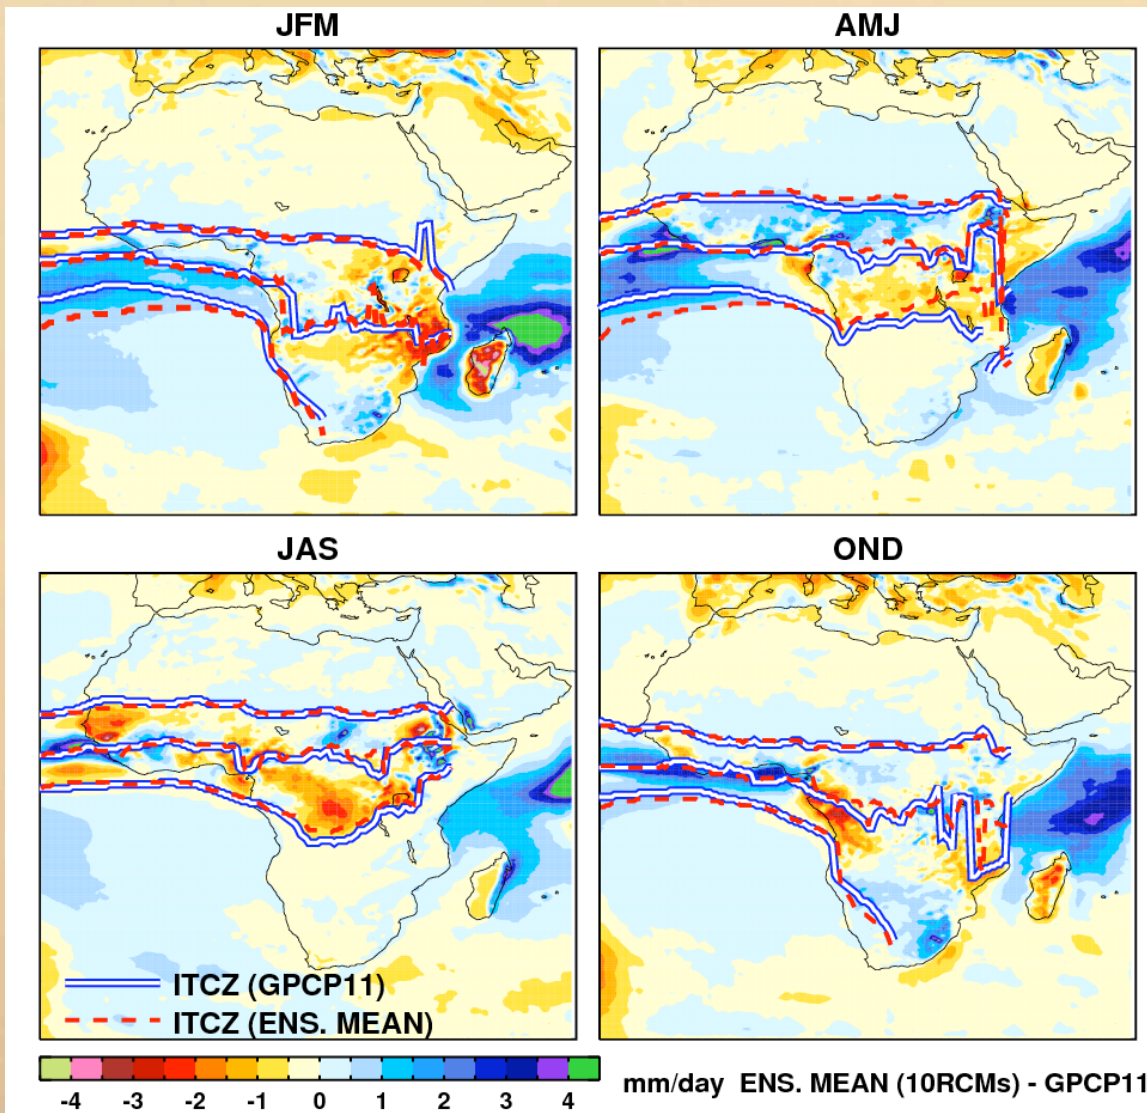 JFM
AMJ
JAS
OND
ITCZ (GPCP11)
ITCZ (ENS. MEAN)
-4 -3 -2 -1 0 1 2 3 4
mm/day ENS. MEAN (10RCMs) - GPCP11